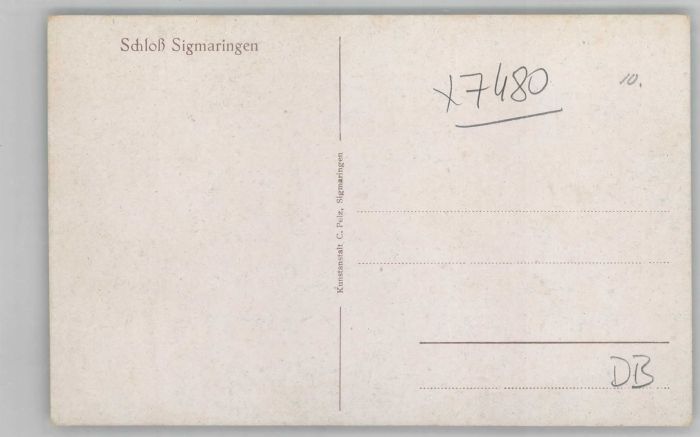 Schloß Sigmaringen
x7480
10.
Kunstanstalt C. Pelz, Sigmaringen
DB